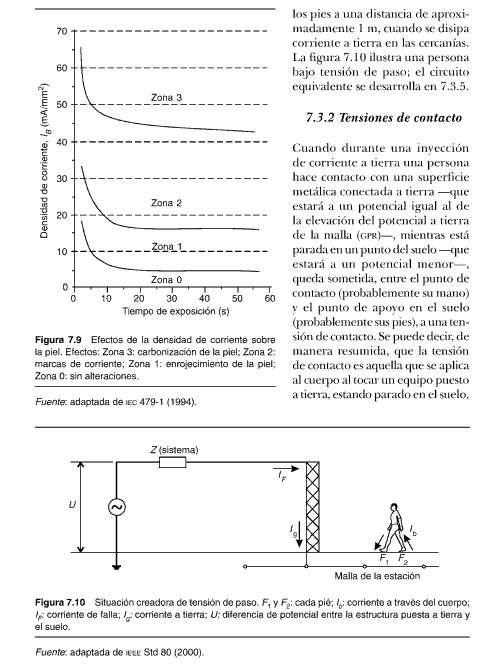 70
60
50
40
30
20
10
0
Densidad de corriente, I_B (mA/mm²)
Zona 3
Zona 2
Zona 1
Zona 0
0 10 20 30 40 50 60
Tiempo de exposición (s)
Figura 7.9 Efectos de la densidad de corriente sobre
la piel. Efectos: Zona 3: carbonización de la piel; Zona 2:
marcas de corriente; Zona 1: enrojecimiento de la piel;
Zona 0: sin alteraciones.
Fuente: adaptada de IEC 479-1 (1994).
los pies a una distancia de aproxi-
madamente 1 m, cuando se disipa
corriente a tierra en las cercanías.
La figura 7.10 ilustra una persona
bajo tensión de paso; el circuito
equivalente se desarrolla en 7.3.5.
7.3.2 Tensiones de contacto
Cuando durante una inyección
de corriente a tierra una persona
hace contacto con una superficie
metálica conectada a tierra —que
estará a un potencial igual al de
la elevación del potencial a tierra
de la malla (GPR)—, mientras está
parada en un punto del suelo —que
estará a un potencial menor—,
queda sometida, entre el punto de
contacto (probablemente su mano)
y el punto de apoyo en el suelo
(probablemente sus pies), a una ten-
sión de contacto. Se puede decir, de
manera resumida, que la tensión
de contacto es aquella que se aplica
al cuerpo al tocar un equipo puesto
a tierra, estando parado en el suelo,
Z (sistema)
I_F
U
I_g
I_b
F_1 F_2
Malla de la estación
Figura 7.10 Situación creadora de tensión de paso. F_1 y F_2: cada pié; I_b: corriente a través del cuerpo;
I_F: corriente de falla; I_g: corriente a tierra; U: diferencia de potencial entre la estructura puesta a tierra y
el suelo.
Fuente: adaptada de IEEE Std 80 (2000).